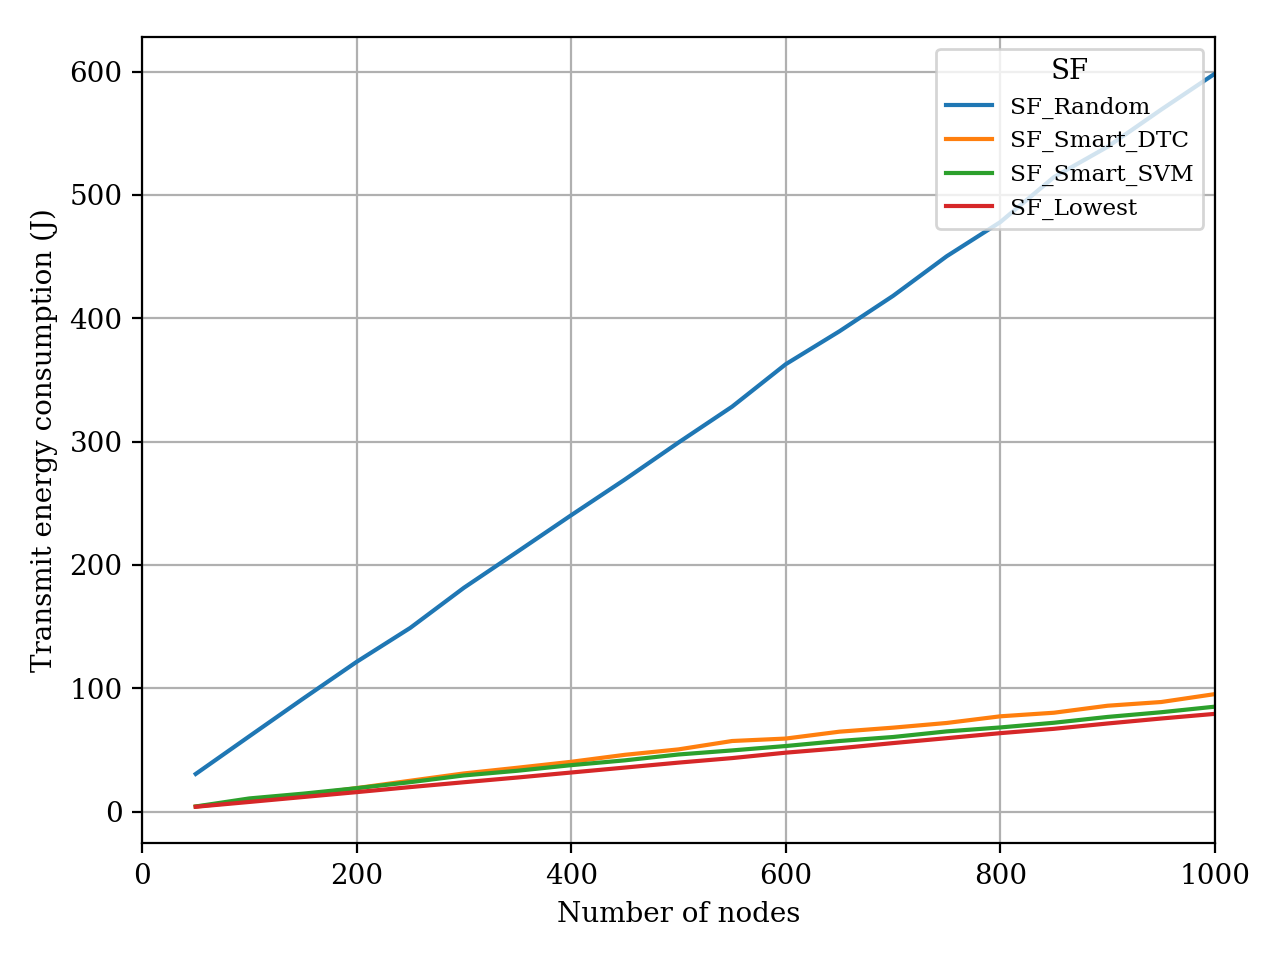 600
500
400
300
200
100
0
Transmit energy consumption (J)
SF
SF_Random
SF_Smart_DTC
SF_Smart_SVM
SF_Lowest
0 200 400 600 800 1000
Number of nodes